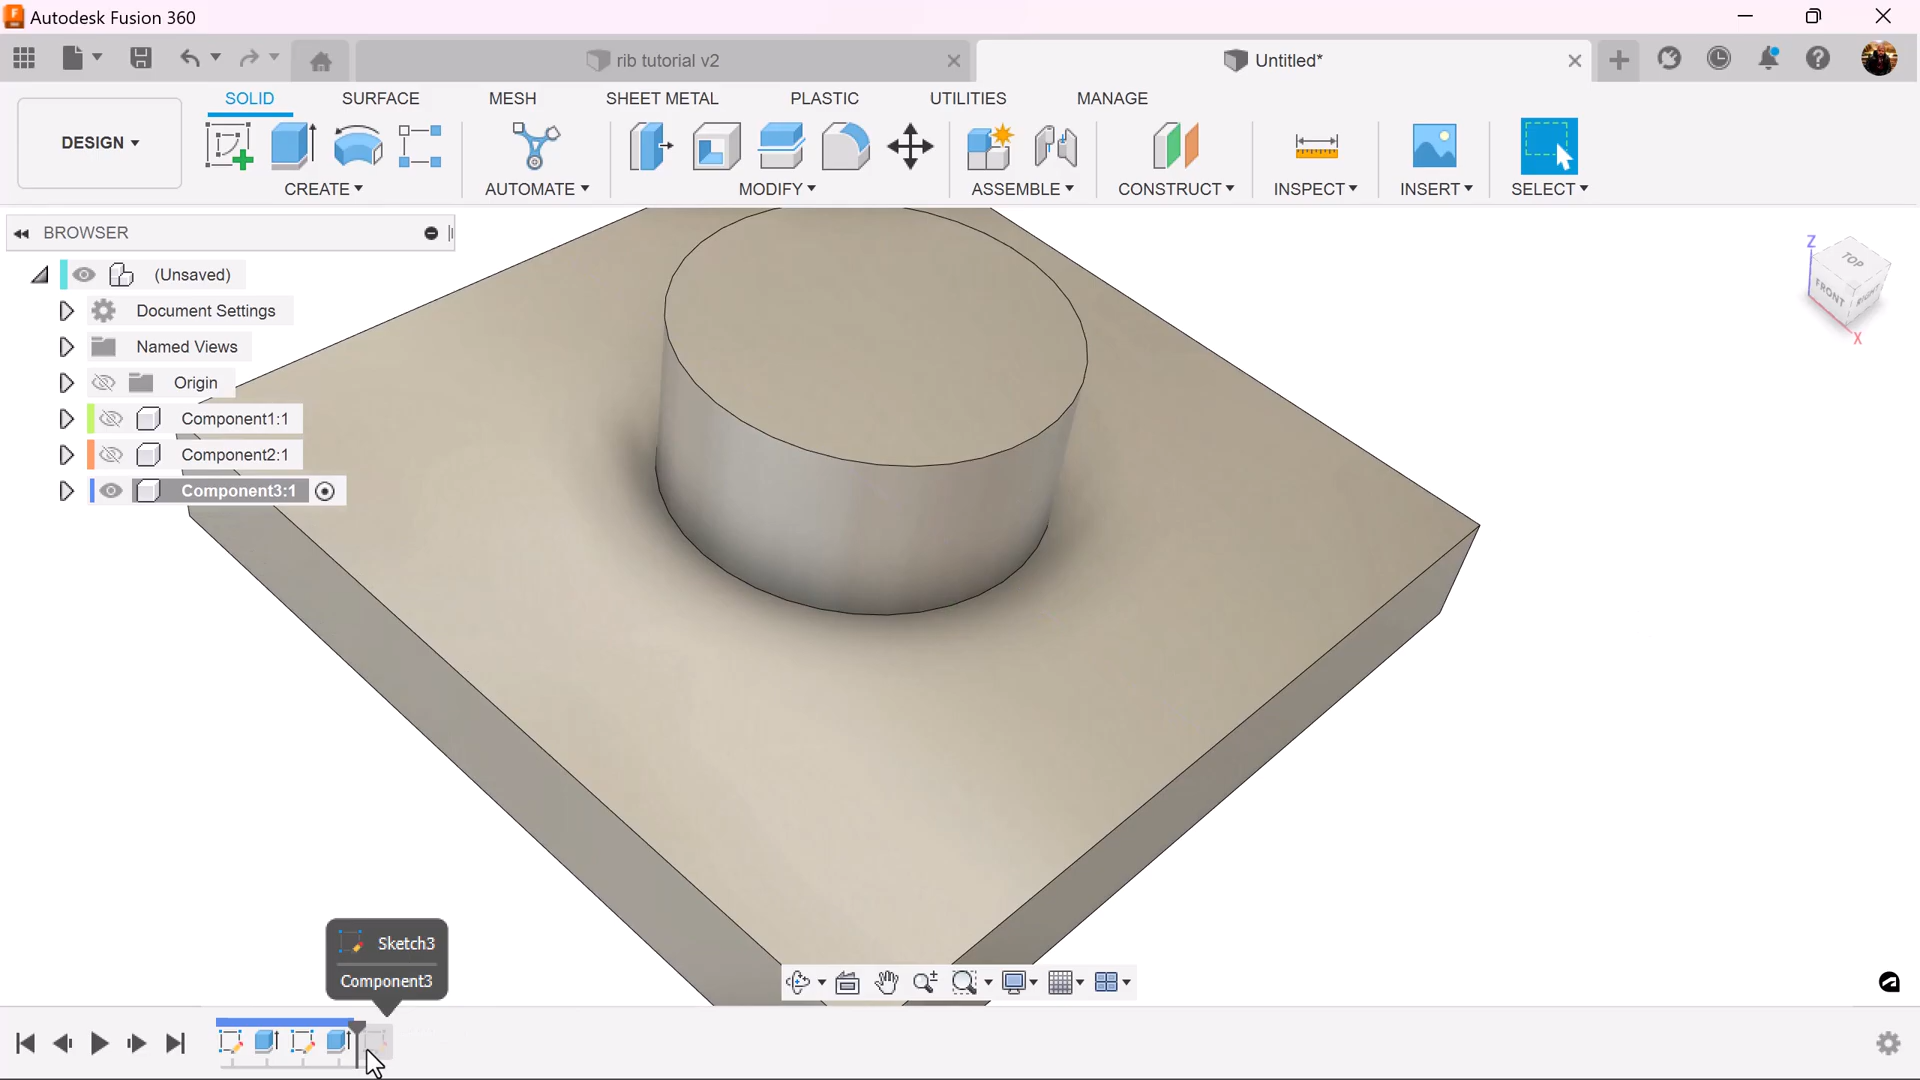 Autodesk Fusion 360
rib tutorial v2
Untitled*
DESIGN
SOLID
SURFACE
MESH
SHEET METAL
PLASTIC
UTILITIES
MANAGE
CREATE
AUTOMATE
MODIFY
ASSEMBLE
CONSTRUCT
INSPECT
INSERT
SELECT
BROWSER
(Unsaved)
Document Settings
Named Views
Origin
Component1:1
Component2:1
Component3:1
Z
TOP
FRONT
RIGHT
X
Sketch3
Component3